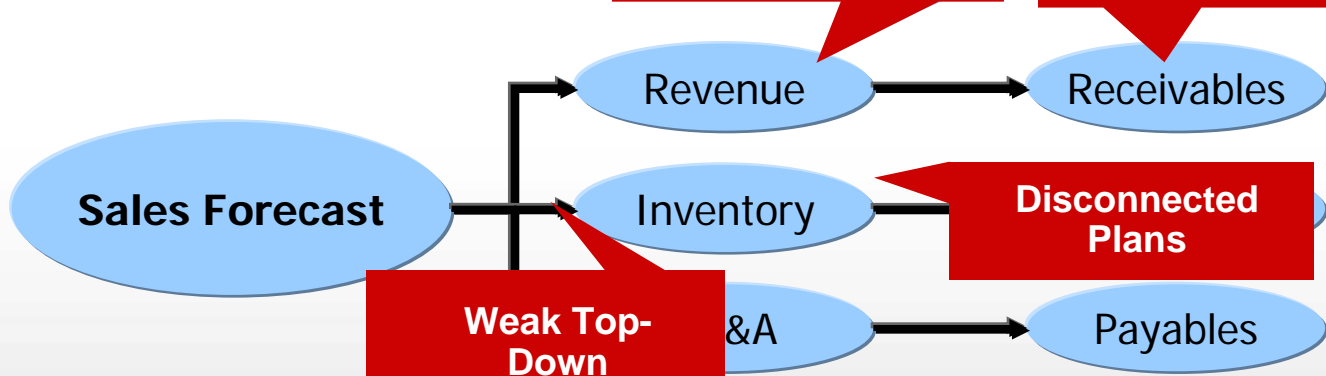 Revenue
Receivables
Sales Forecast
Inventory
Disconnected
Plans
Weak Top-
Down
&A
Payables